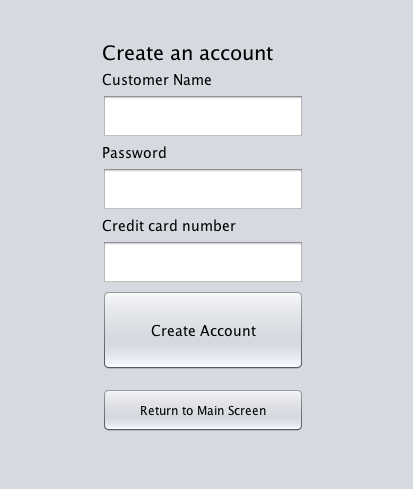 Create an account
Customer Name
Password
Credit card number
Create Account
Return to Main Screen